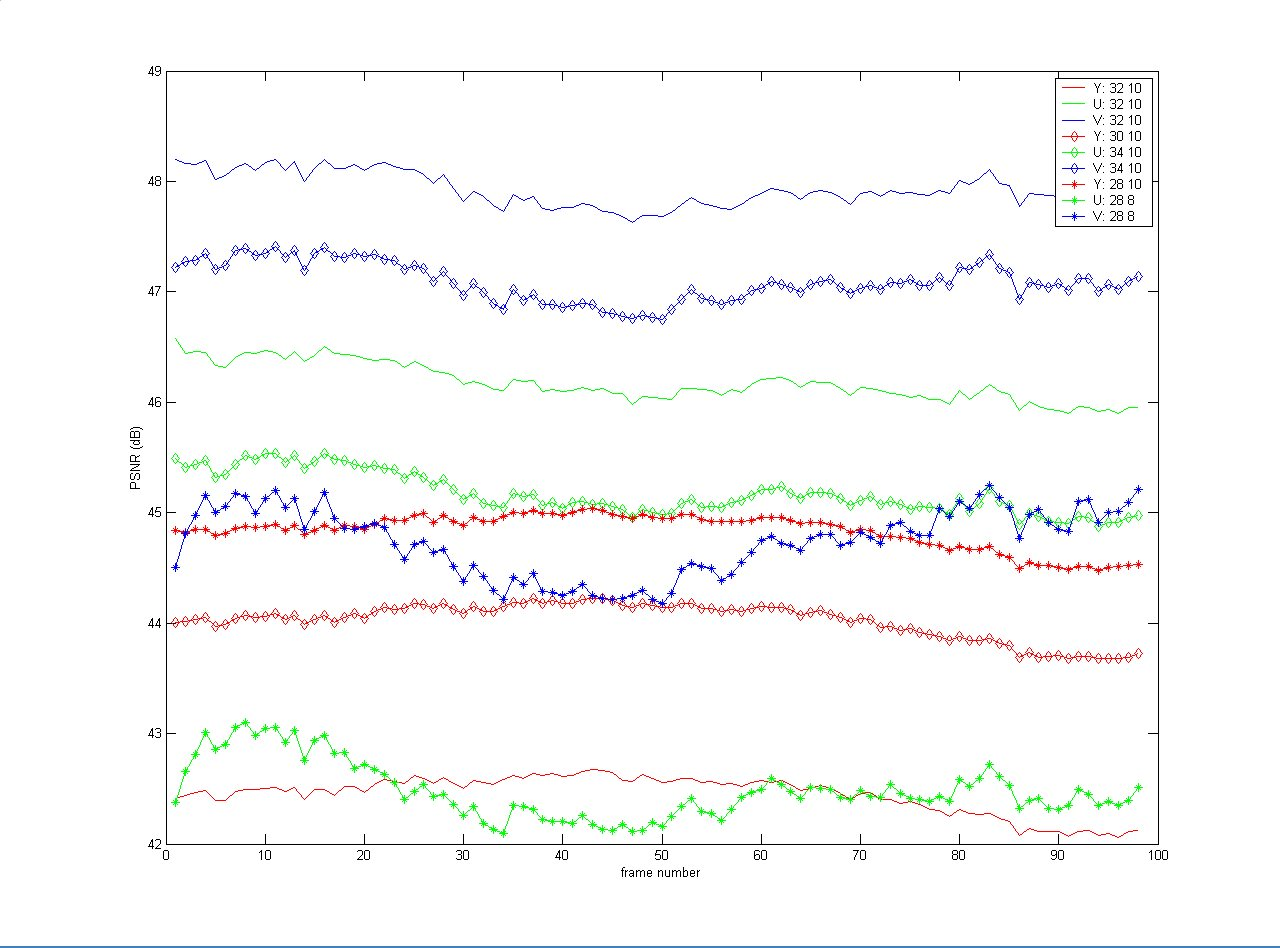 49
48
47
46
45
44
43
42
PSNR (dB)
0 10 20 30 40 50 60 70 80 90 100
frame number
Y: 32 10
U: 32 10
V: 32 10
Y: 30 10
U: 34 10
V: 34 10
Y: 28 10
U: 28 8
V: 28 8